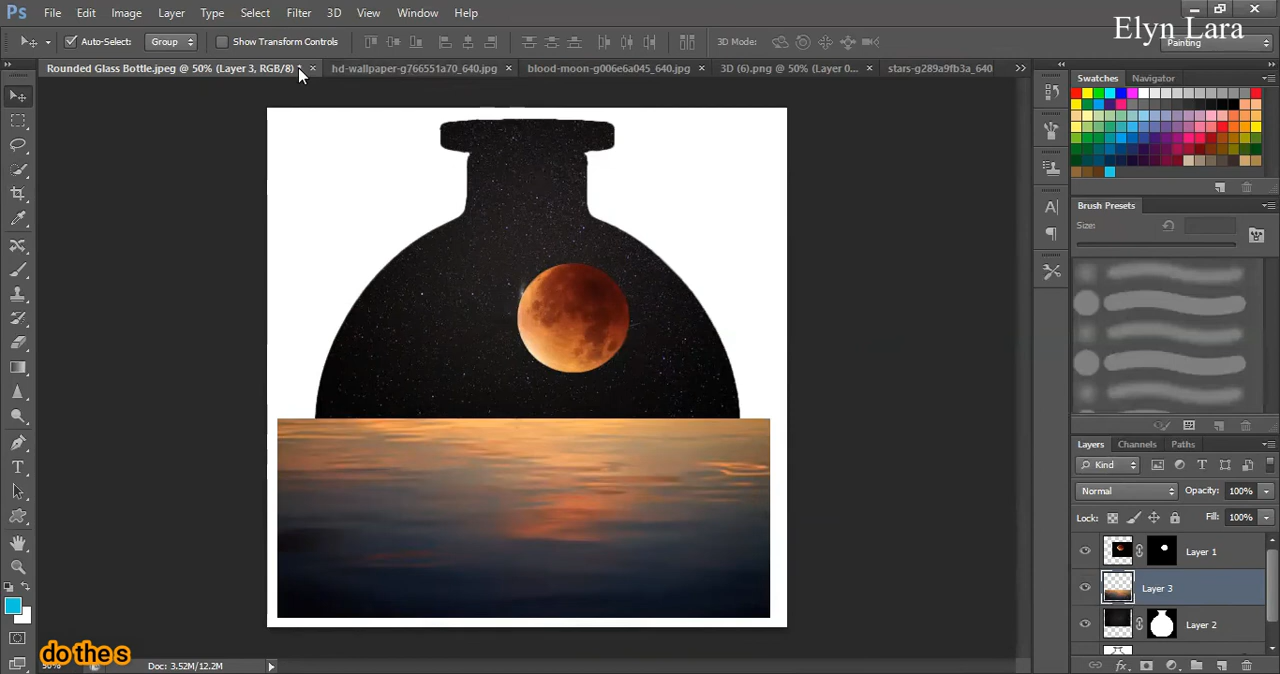 Ps File Edit Image Layer Type Select Filter 3D View Window Help
Elyn Lara
Auto-Select: Group Show Transform Controls 3D Mode: Painting
Rounded Glass Bottle.jpeg @ 50% (Layer 3, RGB/8) * × hd-wallpaper-g766551a70_640.jpg × blood-moon-g006e6a045_640.jpg × 3D (6).png @ 50% (Layer 0... × stars-g289a9fb3a_640 >>
Swatches Navigator
Brush Presets
Size:
Layers Channels Paths
Kind
Normal Opacity: 100%
Lock: Fill: 100%
Layer 1
Layer 3
Layer 2
do the s
50% Doc: 3.52M/12.2M